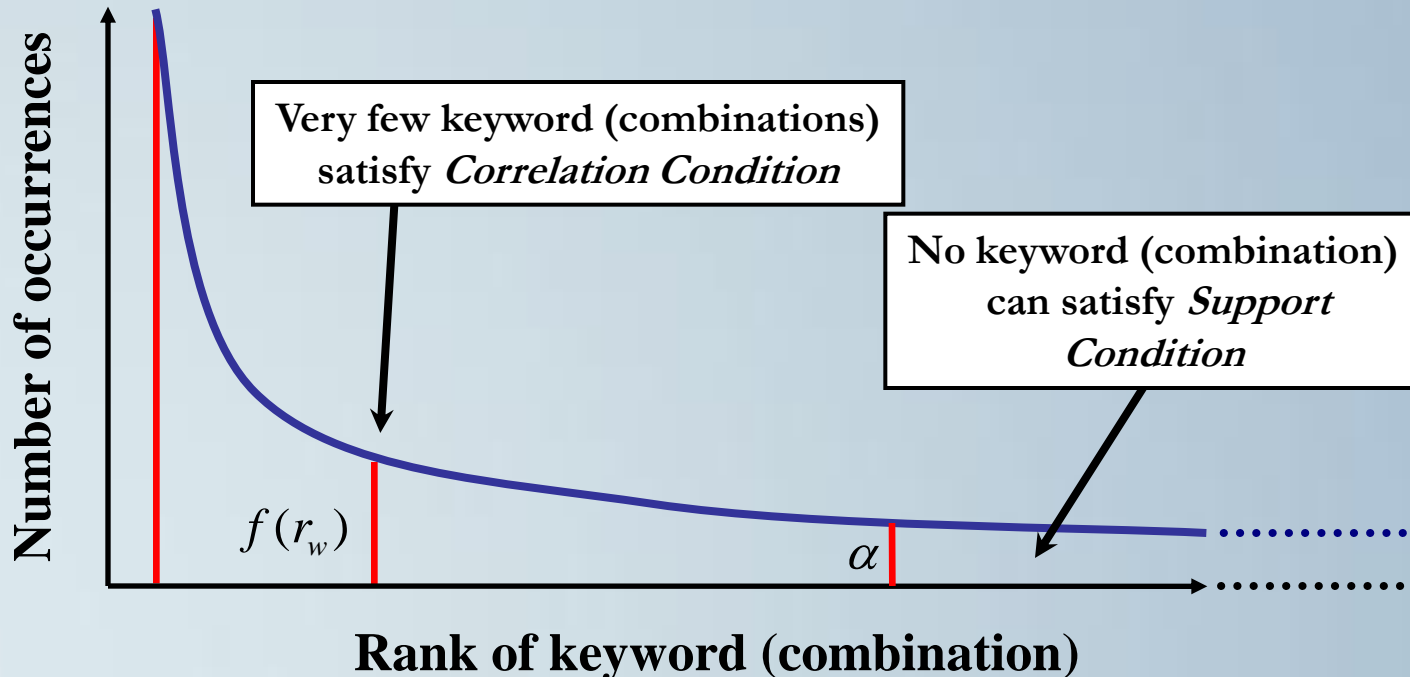 Number of occurrences
Very few keyword (combinations)
satisfy Correlation Condition
No keyword (combination)
can satisfy Support
Condition
f(r_w)
α
Rank of keyword (combination)